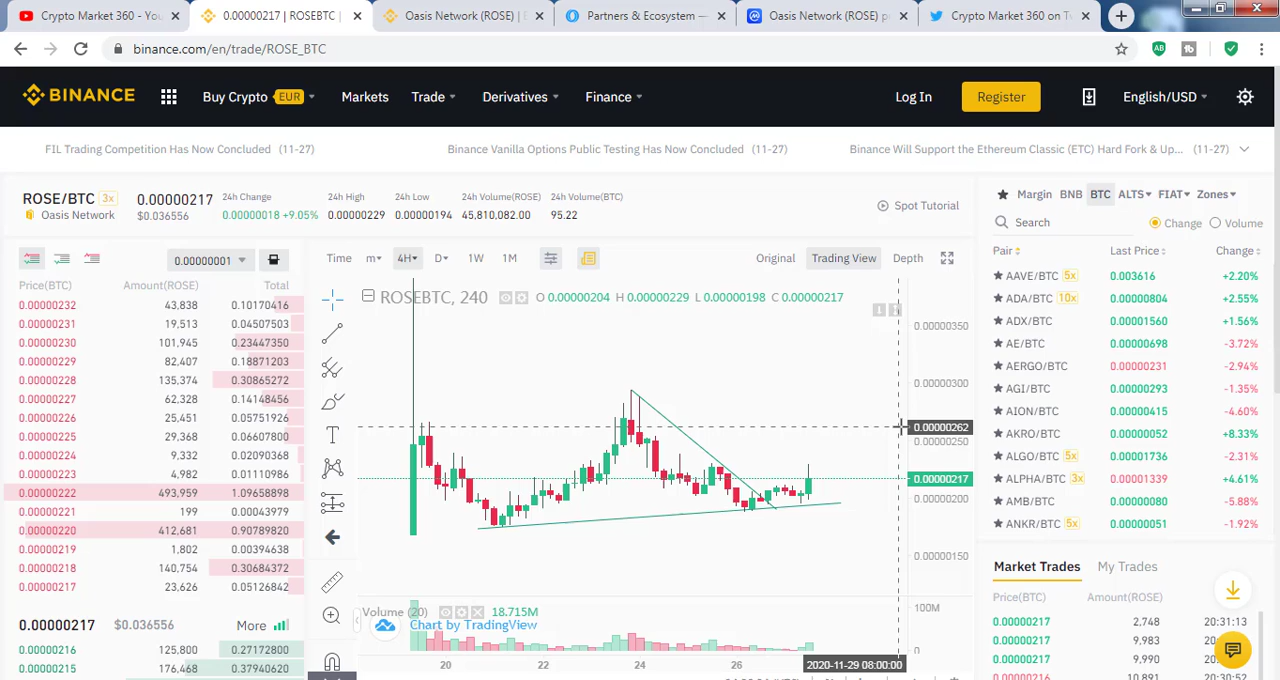 Crypto Market 360 - You
0.00000217 | ROSEBTC |
Oasis Network (ROSE) | E
Partners & Ecosystem —
Oasis Network (ROSE) p
Crypto Market 360 on Tw
binance.com/en/trade/ROSE_BTC
BINANCE
Buy Crypto EUR
Markets
Trade
Derivatives
Finance
Log In
Register
English/USD
FIL Trading Competition Has Now Concluded (11-27)
Binance Vanilla Options Public Testing Has Now Concluded (11-27)
Binance Will Support the Ethereum Classic (ETC) Hard Fork & Up... (11-27)
ROSE/BTC 3x
Oasis Network
0.00000217
$0.036556
24h Change
0.00000018 +9.05%
24h High
0.00000229
24h Low
0.00000194
24h Volume(ROSE)
45,810,082.00
24h Volume(BTC)
95.22
Spot Tutorial
0.00000001
Price(BTC) Amount(ROSE) Total
0.00000232 43,838 0.10170416
0.00000231 19,513 0.04507503
0.00000230 101,945 0.23447350
0.00000229 82,407 0.18871203
0.00000228 135,374 0.30865272
0.00000227 62,328 0.14148456
0.00000226 25,451 0.05751926
0.00000225 29,368 0.06607800
0.00000224 9,332 0.02090368
0.00000223 4,982 0.01110986
0.00000222 492,959 1.09658898
0.00000221 199 0.00043979
0.00000220 412,681 0.90789820
0.00000219 1,802 0.00394638
0.00000218 140,754 0.30684372
0.00000217 23,626 0.05126842
0.00000217 $0.036556 More
0.00000216 125,800 0.27172800
0.00000215 176,468 0.37940620
Time m 4H D 1W 1M
Original Trading View Depth
ROSEBTC, 240 O 0.00000204 H 0.00000229 L 0.00000198 C 0.00000217
0.00000350
0.00000300
0.00000262
0.00000250
0.00000217
0.00000200
0.00000150
Volume (20) 18.715M
Chart by TradingView
100M
0
20 22 24 26 2020-11-29 08:00:00
Margin BNB BTC ALTS FIAT Zones
Search
Change Volume
Pair Last Price Change
AAVE/BTC 5x 0.003616 +2.20%
ADA/BTC 10x 0.00000804 +2.55%
ADX/BTC 0.00001560 +1.56%
AE/BTC 0.00000698 -3.72%
AERGO/BTC 0.00000231 -2.94%
AGI/BTC 0.00000293 -1.35%
AION/BTC 0.00000415 -4.60%
AKRO/BTC 0.00000052 +8.33%
ALGO/BTC 5x 0.00001736 -2.31%
ALPHA/BTC 3x 0.00001339 +4.61%
AMB/BTC 0.00000080 -5.88%
ANKR/BTC 5x 0.00000051 -1.92%
Market Trades My Trades
Price(BTC) Amount(ROSE)
0.00000217 2,748 20:31:13
0.00000217 9,983
0.00000217 9,990
0.00000216 10,891 20:30:52